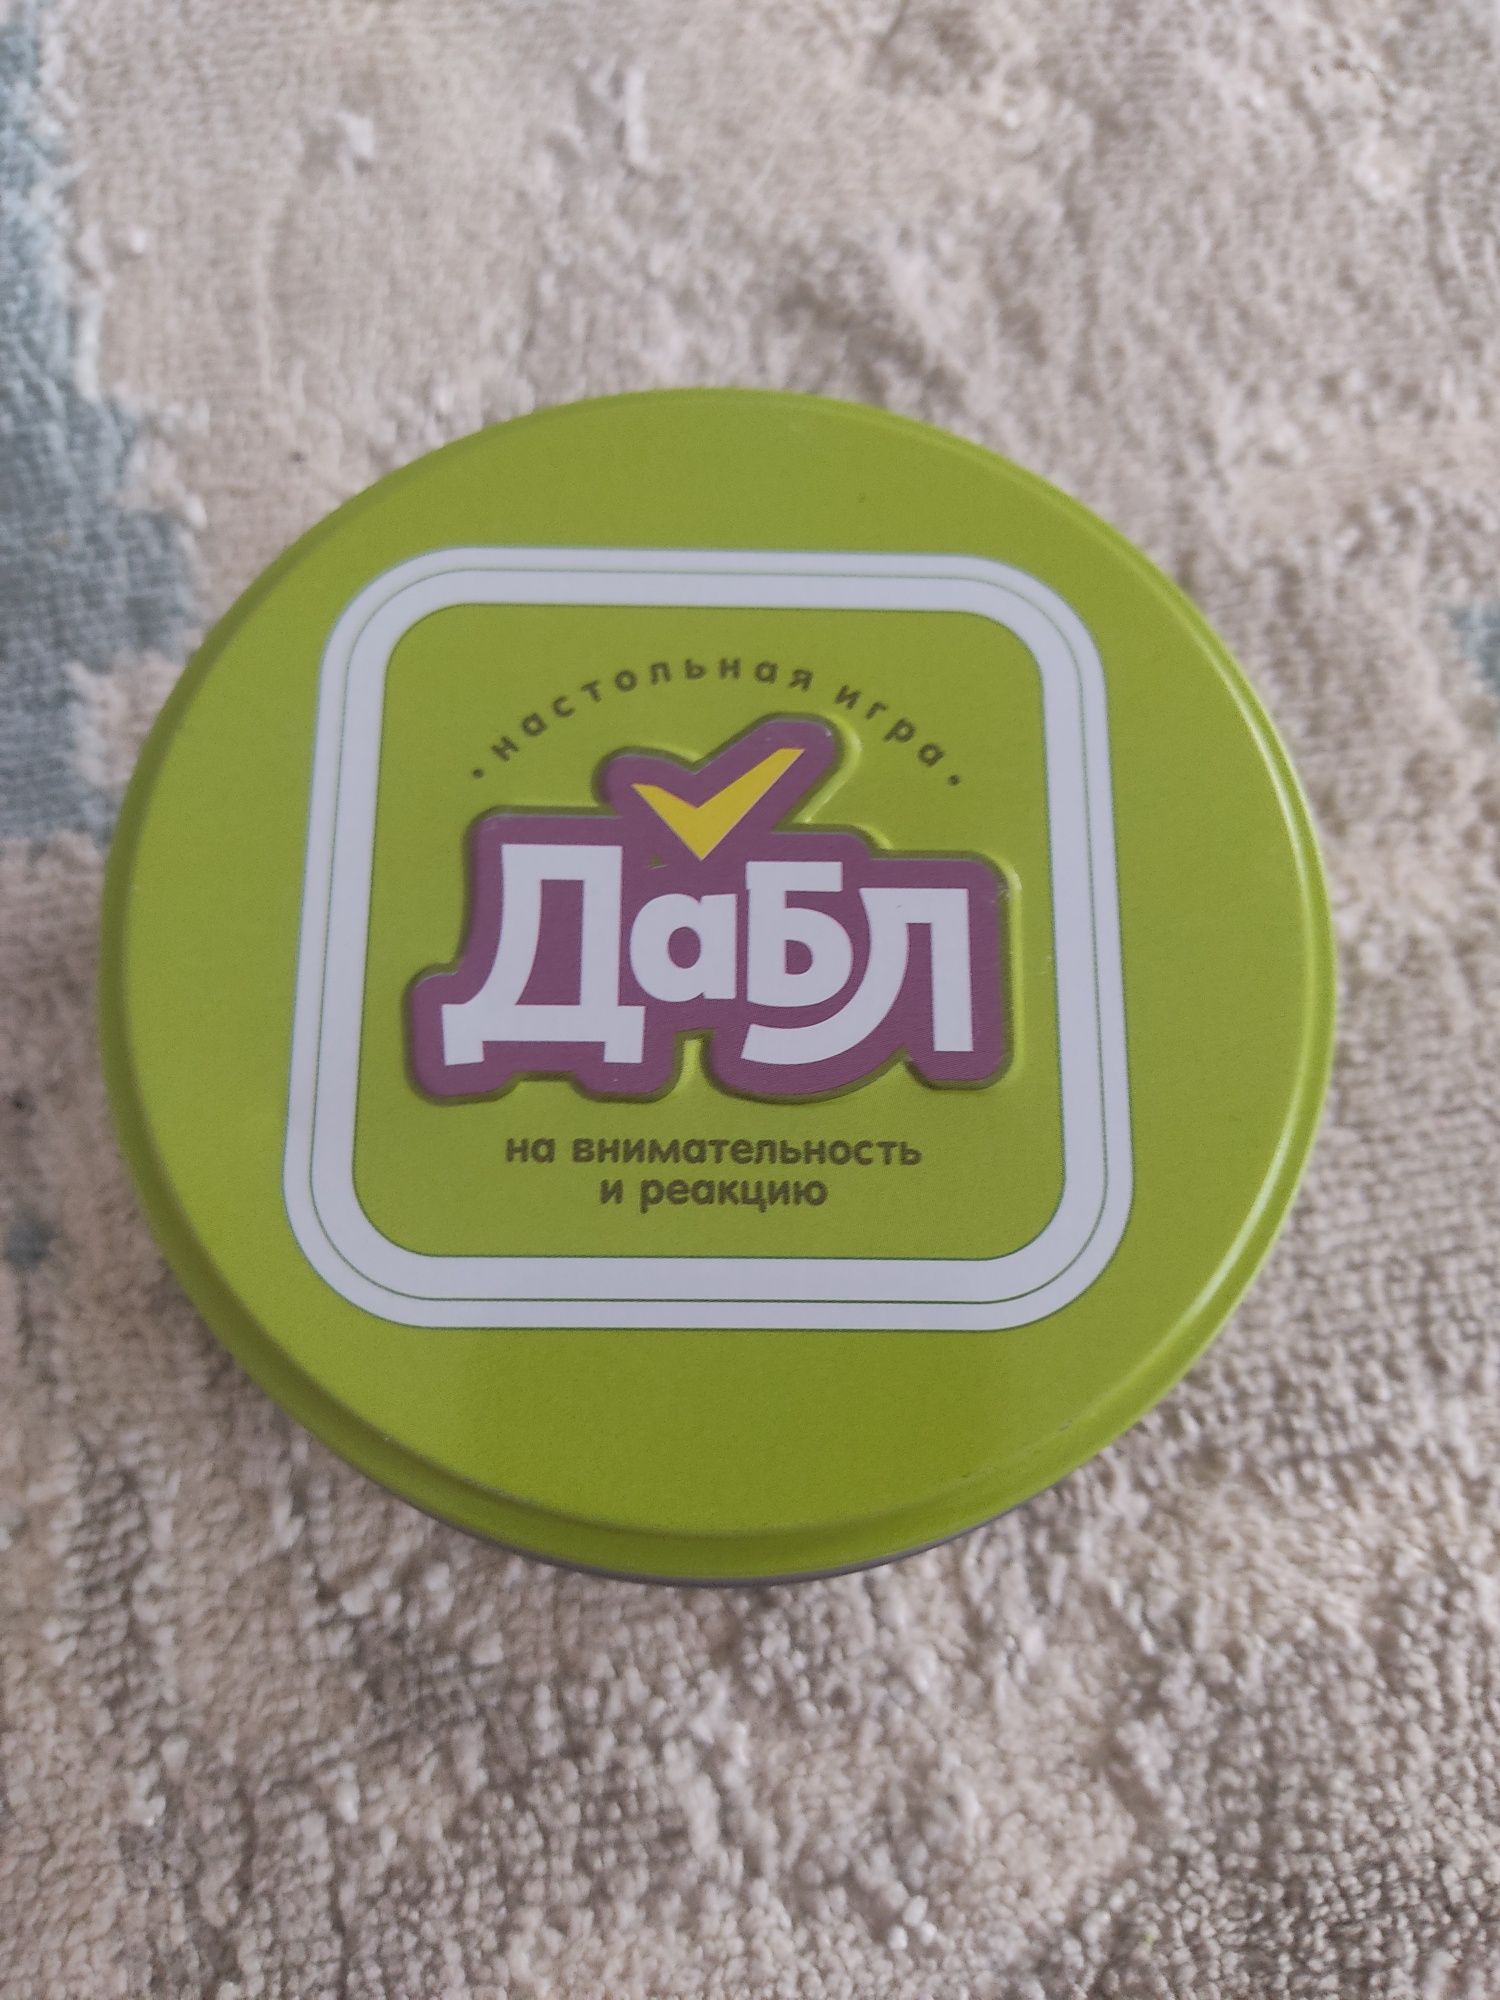 • настольная игра •
ДаБЛ
на внимательность
и реакцию